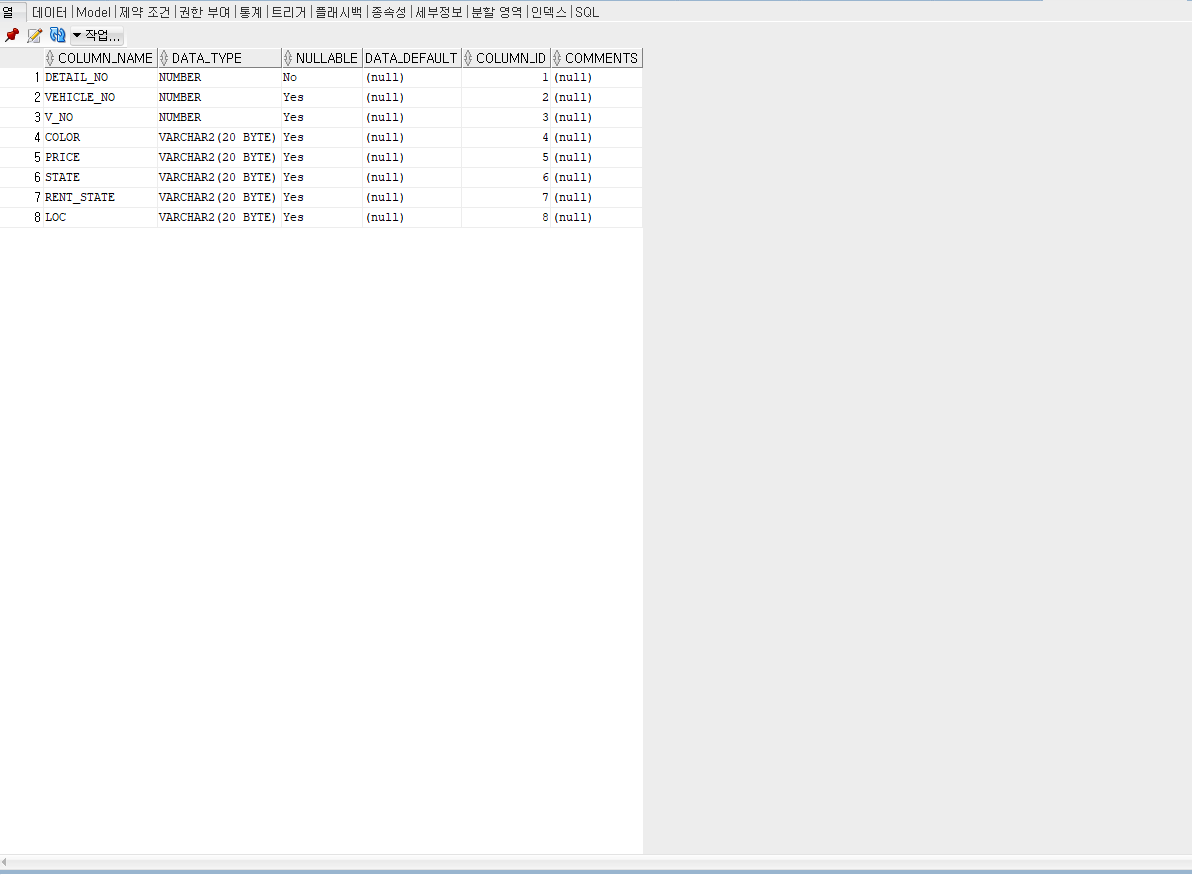 열 데이터 Model 제약 조건 권한 부여 통계 트리거 플래시백 종속성 세부정보 분할 영역 인덱스 SQL
작업...
COLUMN_NAME DATA_TYPE NULLABLE DATA_DEFAULT COLUMN_ID COMMENTS
1 DETAIL_NO NUMBER No (null) 1 (null)
2 VEHICLE_NO NUMBER Yes (null) 2 (null)
3 V_NO NUMBER Yes (null) 3 (null)
4 COLOR VARCHAR2(20 BYTE) Yes (null) 4 (null)
5 PRICE VARCHAR2(20 BYTE) Yes (null) 5 (null)
6 STATE VARCHAR2(20 BYTE) Yes (null) 6 (null)
7 RENT_STATE VARCHAR2(20 BYTE) Yes (null) 7 (null)
8 LOC VARCHAR2(20 BYTE) Yes (null) 8 (null)